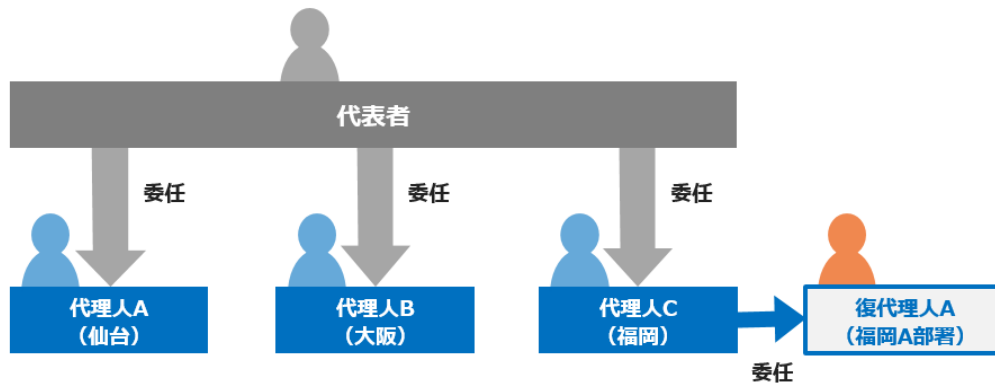 代表者
委任
委任
委任
代理人A
（仙台）
代理人B
（大阪）
代理人C
（福岡）
復代理人A
（福岡A部署）
委任